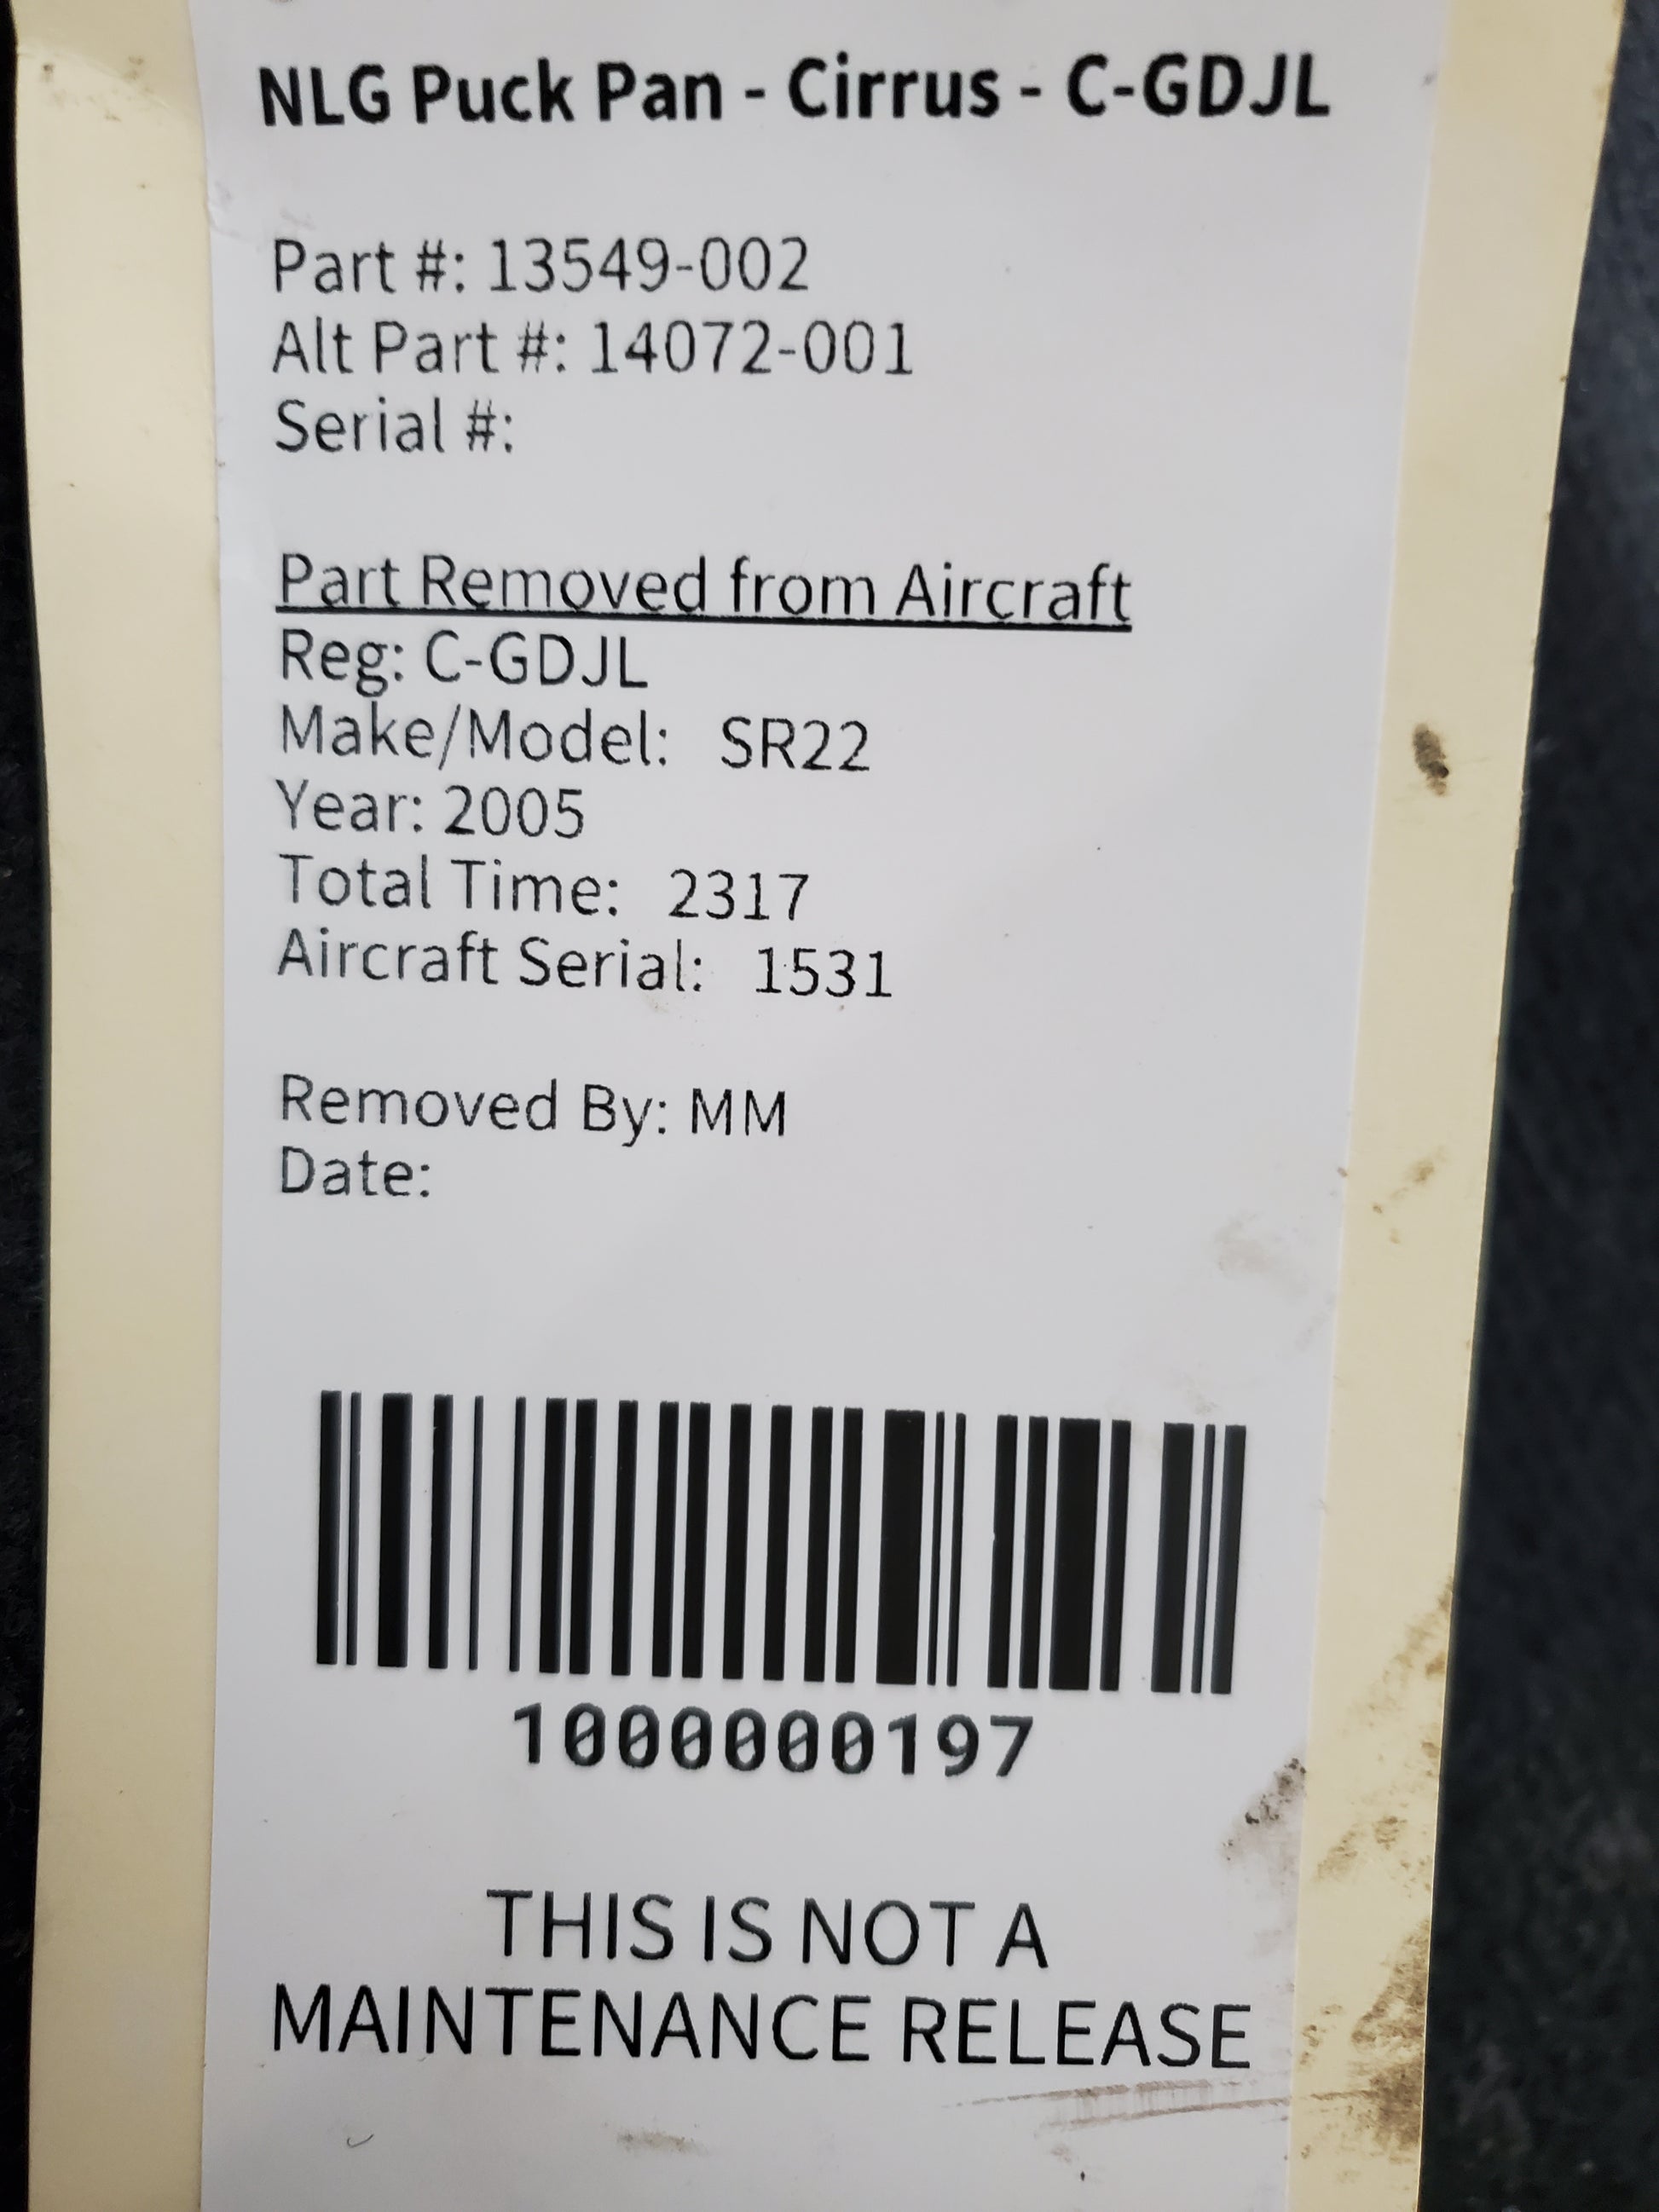 NLG Puck Pan - Cirrus - C-GDJL
Part #: 13549-002
Alt Part #: 14072-001
Serial #:
Part Removed from Aircraft
Reg: C-GDJL
Make/Model: SR22
Year: 2005
Total Time: 2317
Aircraft Serial: 1531
Removed By: MM
Date:
1000000197
THIS IS NOT A
MAINTENANCE RELEASE